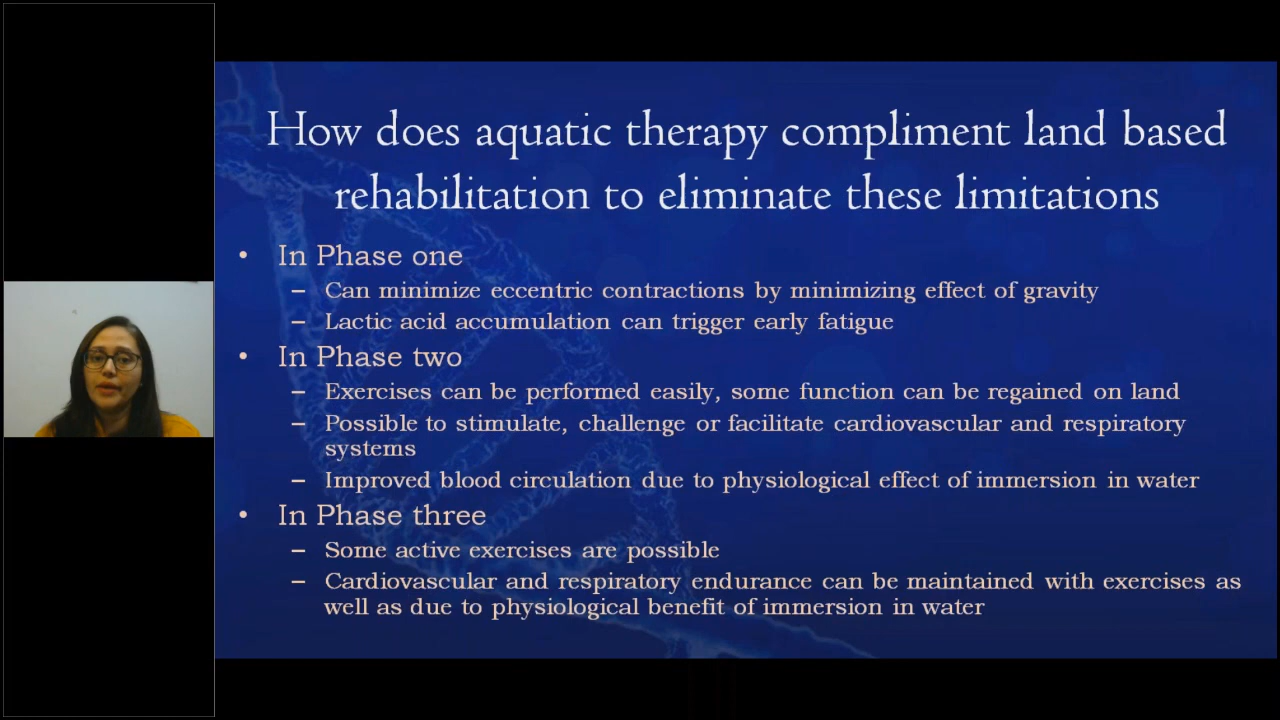 How does aquatic therapy compliment land based
rehabilitation to eliminate these limitations
• In Phase one
– Can minimize eccentric contractions by minimizing effect of gravity
– Lactic acid accumulation can trigger early fatigue
• In Phase two
– Exercises can be performed easily, some function can be regained on land
– Possible to stimulate, challenge or facilitate cardiovascular and respiratory
systems
– Improved blood circulation due to physiological effect of immersion in water
• In Phase three
– Some active exercises are possible
– Cardiovascular and respiratory endurance can be maintained with exercises as
well as due to physiological benefit of immersion in water